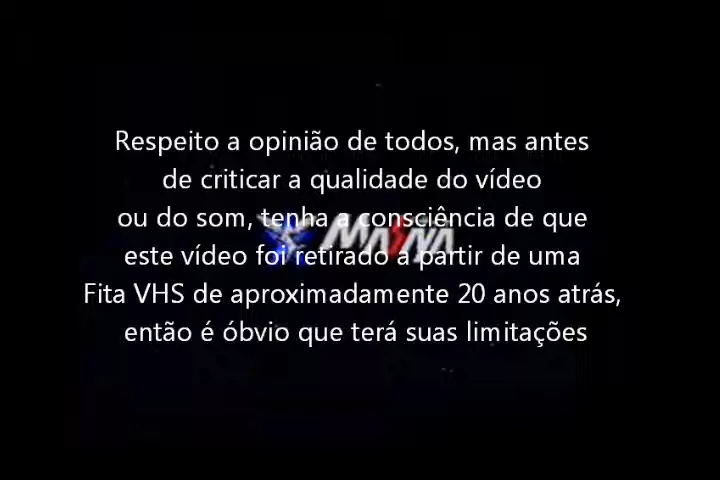 Respeito a opinião de todos, mas antes
de criticar a qualidade do vídeo
ou do som, tenha a consciência de que
este vídeo foi retirado a partir de uma
Fita VHS de aproximadamente 20 anos atrás,
então é óbvio que terá suas limitações